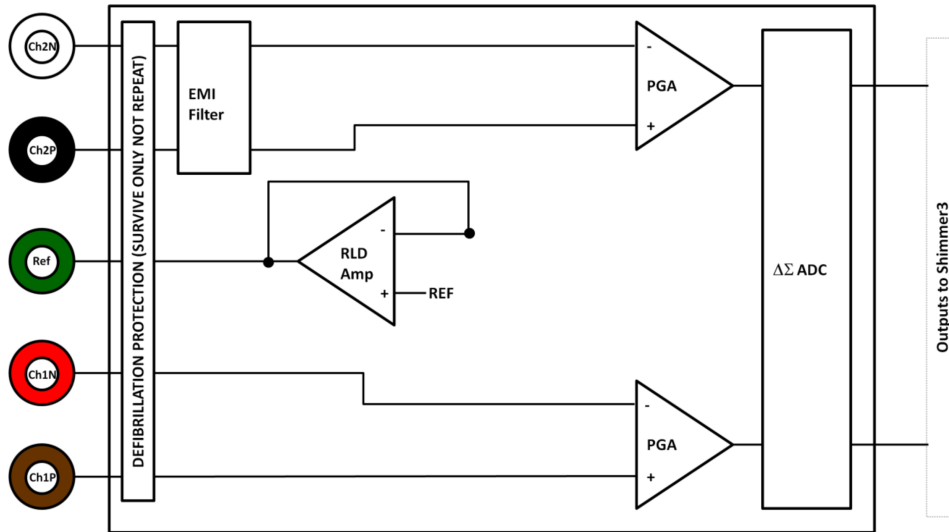 Ch2N
Ch2P
Ref
Ch1N
Ch1P
DEFIBRILLATION PROTECTION (SURVIVE ONLY NOT REPEAT)
EMI
Filter
-
PGA
+
-
RLD
Amp
+
REF
-
PGA
+
ΔΣ ADC
Outputs to Shimmer3